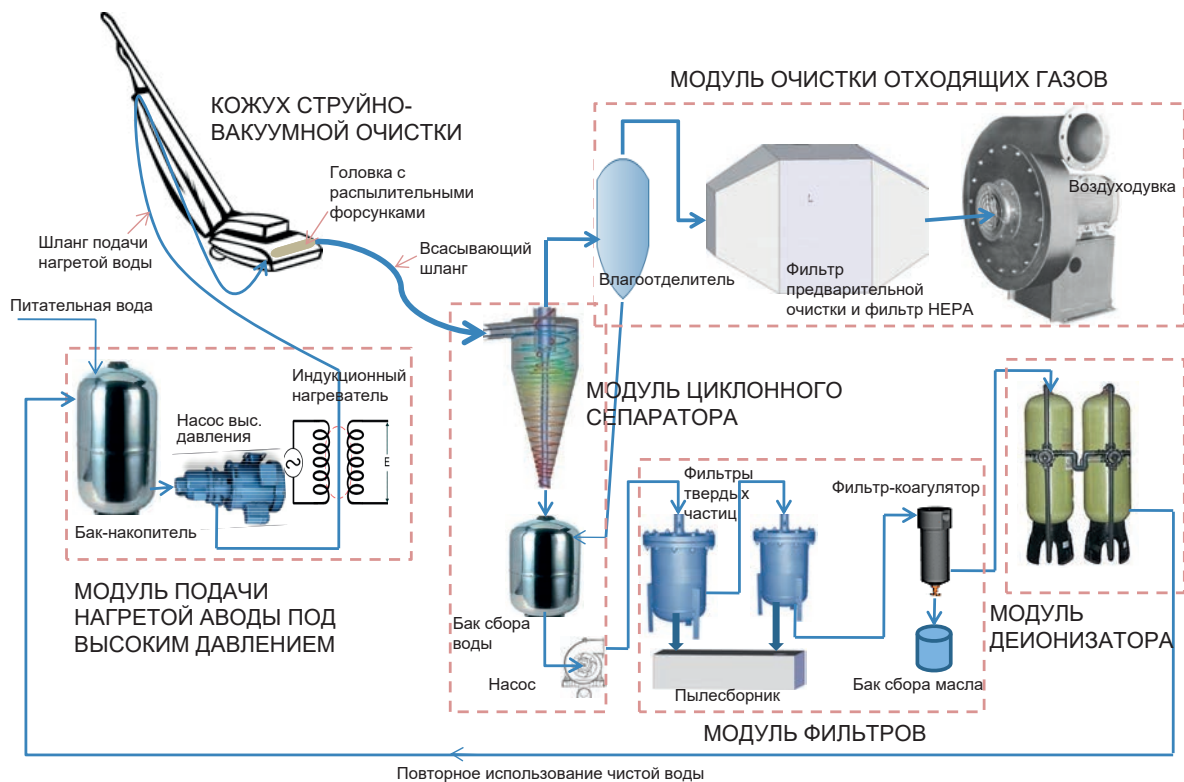 МОДУЛЬ ОЧИСТКИ ОТХОДЯЩИХ ГАЗОВ
КОЖУХ СТРУЙНО-
ВАКУУМНОЙ ОЧИСТКИ
Головка с
распылительными
форсунками
Воздуходувка
L
Шланг подачи
нагретой воды
Всасывающий
шланг
Влагоотделитель
Фильтр
предварительной
очистки и фильтр HEPA
Питательная вода
Индукционный
нагреватель
МОДУЛЬ ЦИКЛОННОГО
СЕПАРАТОРА
Насос выс.
давления
E
Бак-накопитель
Фильтры
твердых
частиц
Фильтр-коагулятор
МОДУЛЬ ПОДАЧИ
НАГРЕТОЙ АВОДЫ ПОД
ВЫСОКИМ ДАВЛЕНИЕМ
Бак сбора
воды
Насос
МОДУЛЬ
ДЕИОНИЗАТОРА
Пылесборник
Бак сбора масла
МОДУЛЬ ФИЛЬТРОВ
Повторное использование чистой воды